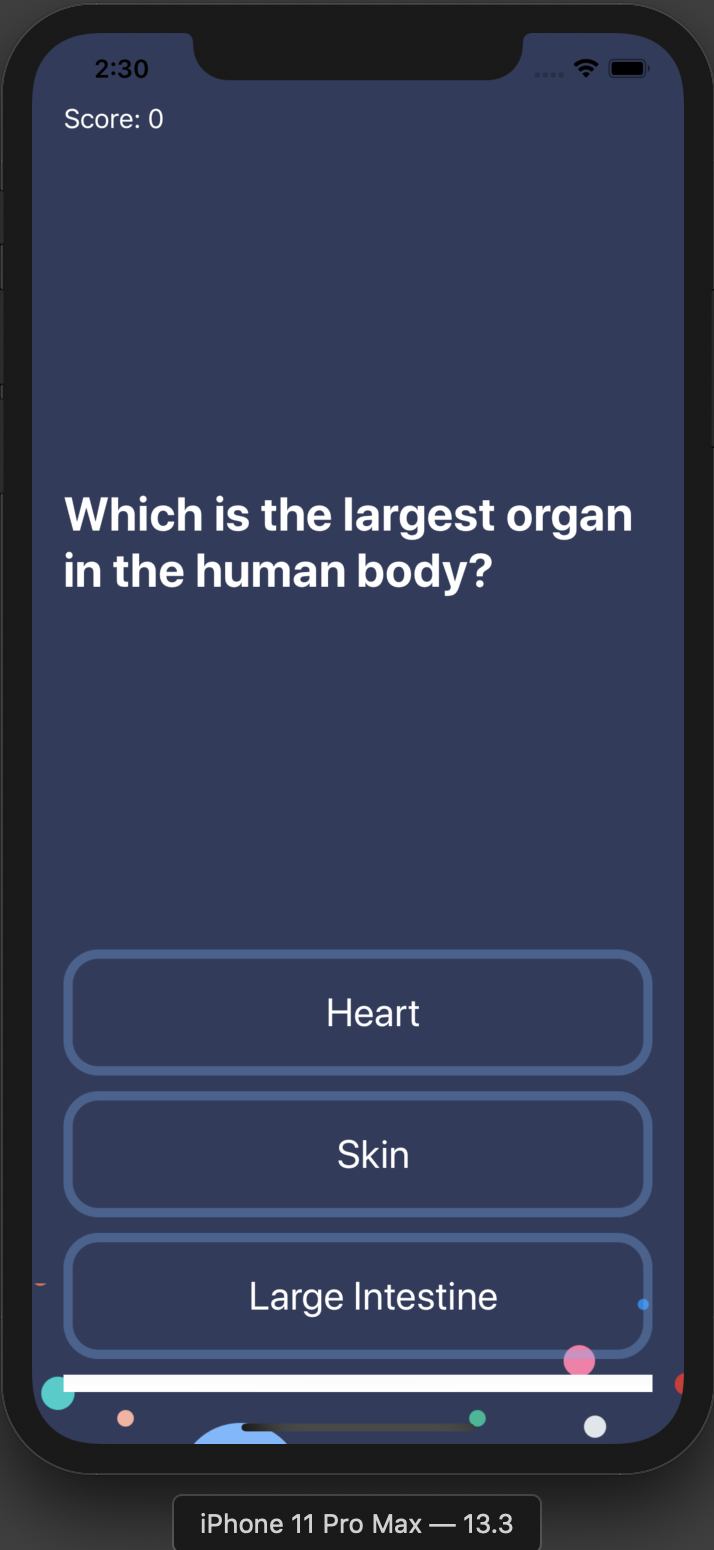 2:30
Score: 0
Which is the largest organ
in the human body?
Heart
Skin
Large Intestine
iPhone 11 Pro Max — 13.3